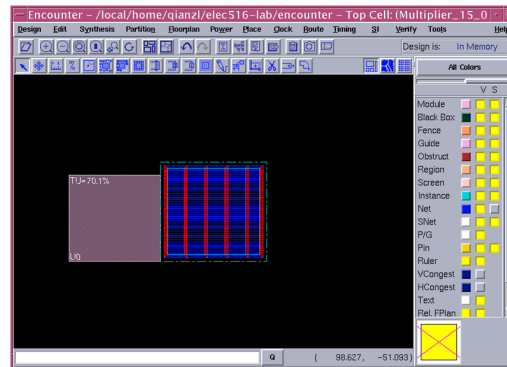 Encounter - /local/home/qianzl/elec516-lab/encounter - Top Cell: (Multiplier_15_0
Design Edit Synthesis Partition Floorplan Power Place Clock Route Timing SI Verify Tools Help
Design is: In Memory
All Colors
V S
Module
Black Box
Fence
Guide
Obstruct
Region
Screen
Instance
Net
SNet
P/G
Pin
Ruler
VCongest
HCongest
Text
Rel. FPlan
TU=70.1%
U0
Q ( 98.627, -51.093)